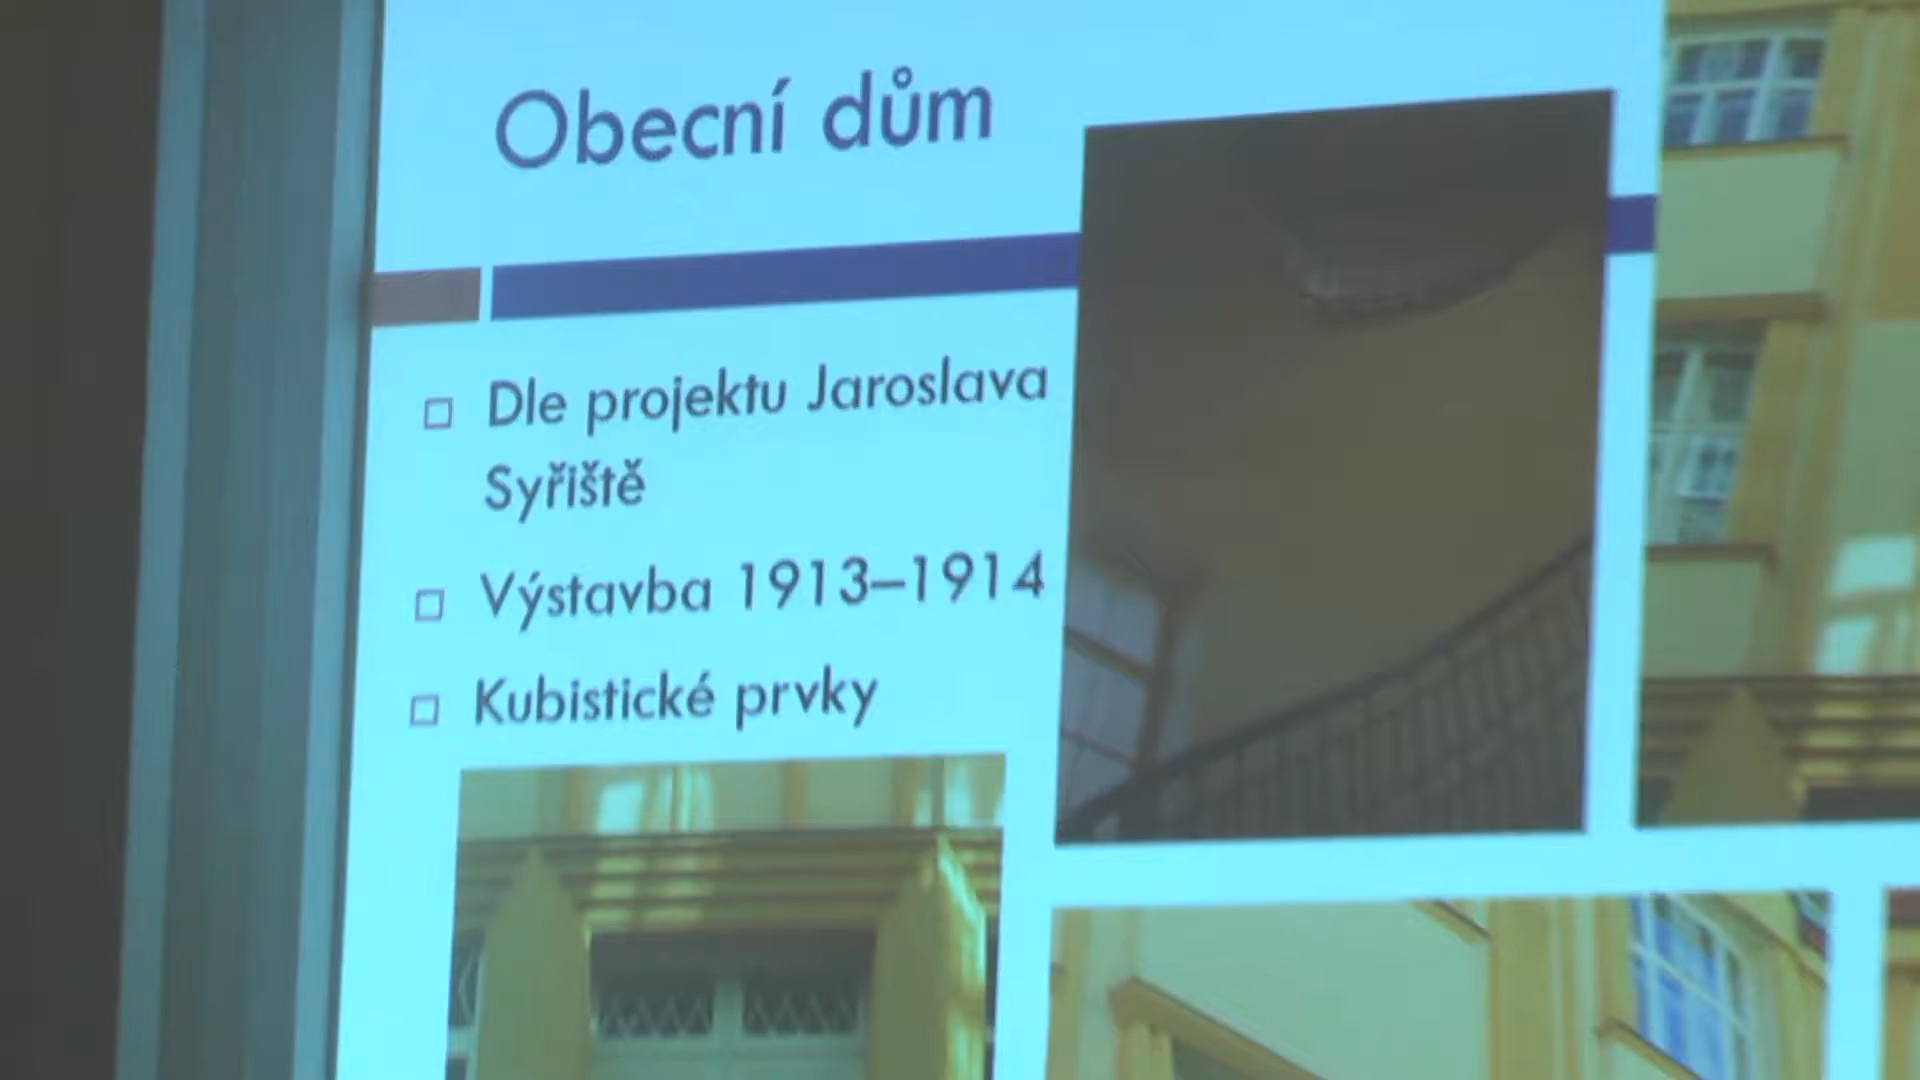 Obecní dům
Dle projektu Jaroslava
Syřiště
Výstavba 1913–1914
Kubistické prvky